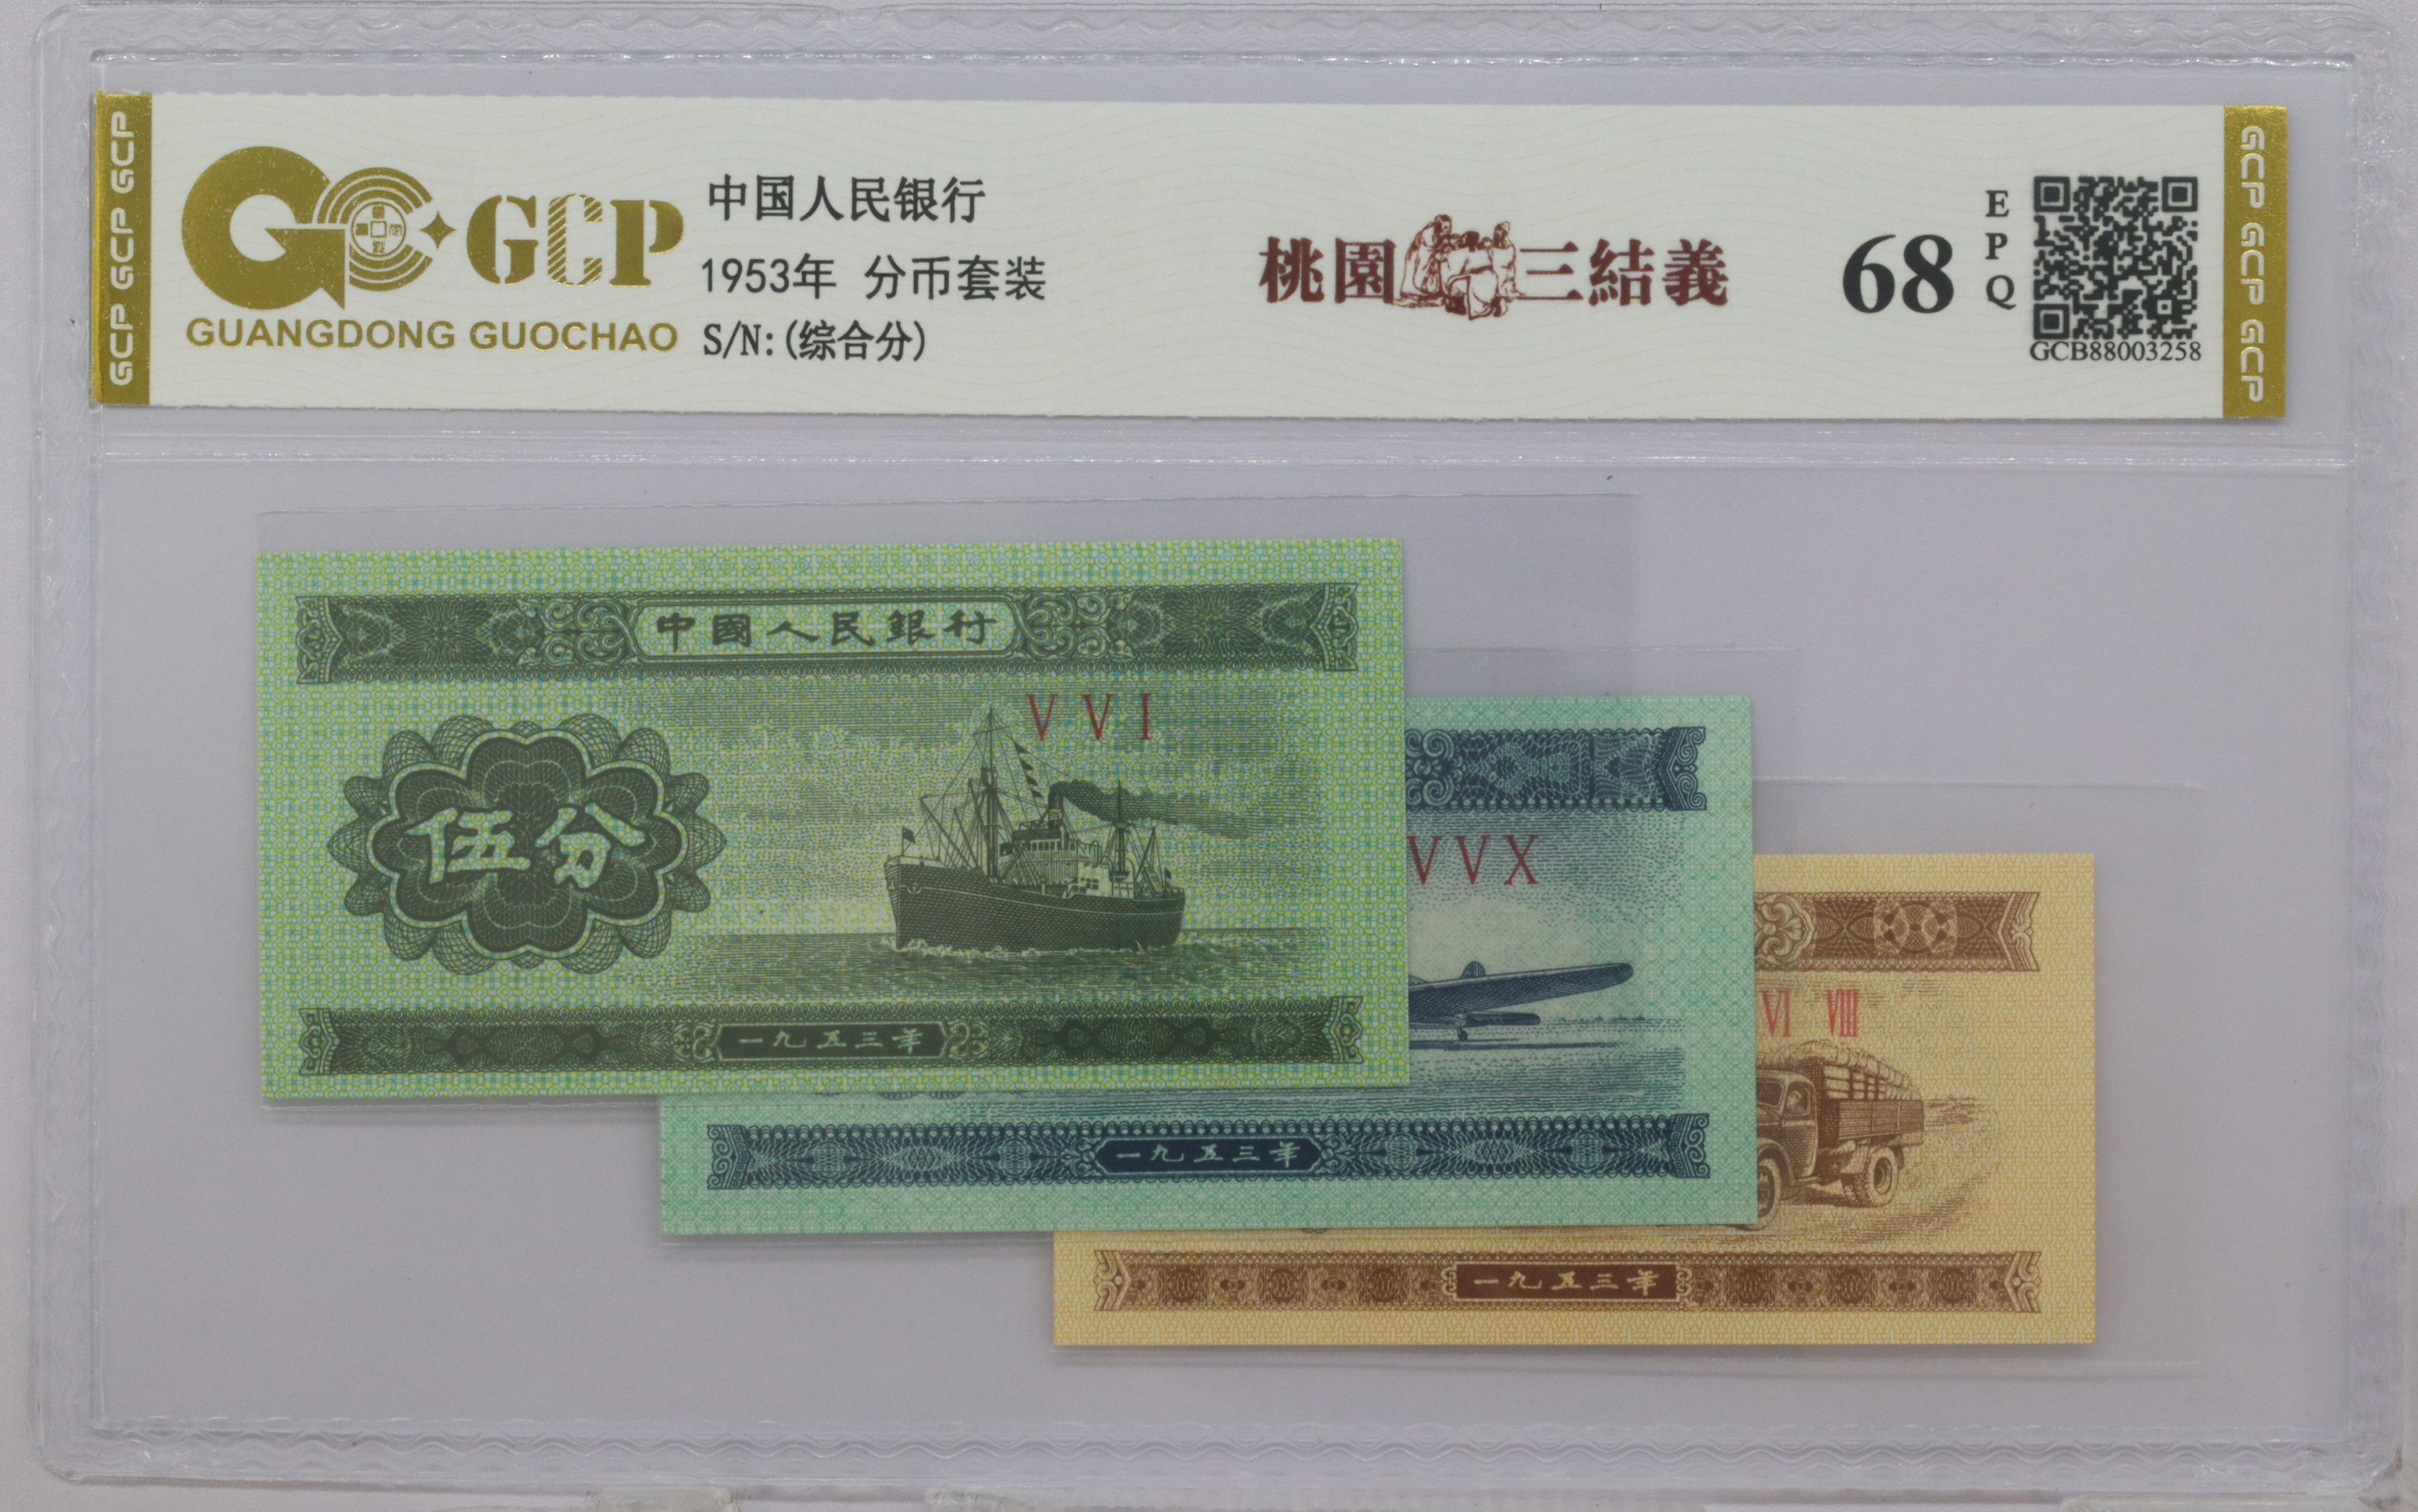 GCP GCP GCP
GCP
GUANGDONG GUOCHAO
中国人民银行
1953年 分币套装
S/N:(综合分)
桃園三結義
68
EPQ
GCB88003258
GCP GCP GCP
中國人民銀行
V V I
伍分
一九五三年
V V X
一九五三年
VI VIII
一九五三年